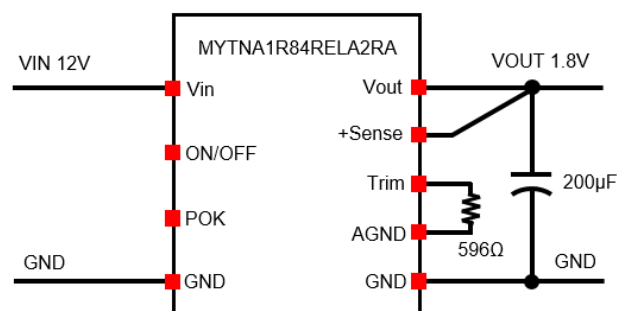 MYTNA1R84RELA2RA
VIN 12V
VOUT 1.8V
Vin
Vout
+Sense
ON/OFF
Trim
200µF
POK
AGND
596Ω
GND
GND
GND
GND